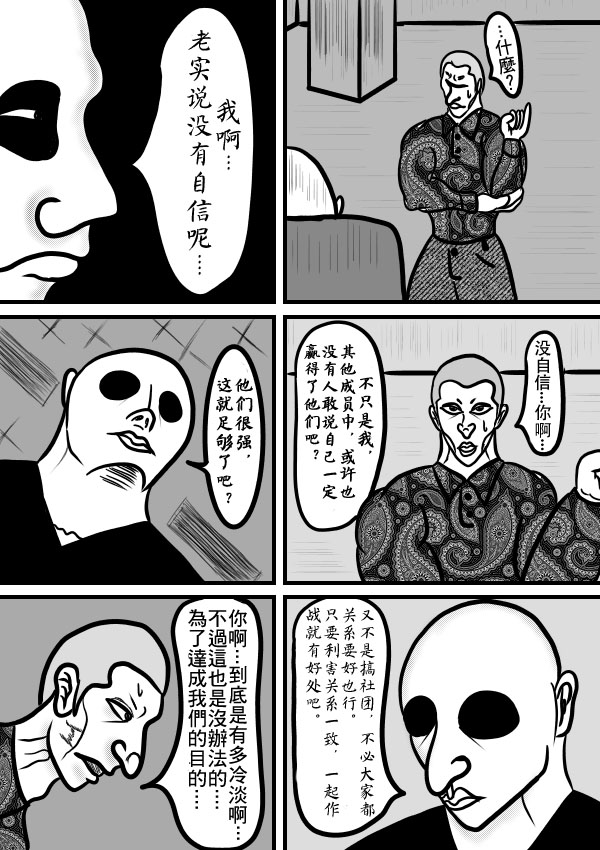 …什麼?
我啊…
老实说没有自信呢…
没自信…你啊…
不只是我,
其他成员中,或许也
没有人敢说自己一定
赢得了他们吧?
他们很强,
这就足够了吧?
又不是搞社团,不必大家都
关系要好也行。
只要利害关系一致,一起作
战就有好处吧。
你啊…到底是有多冷淡啊…
不過這也是沒辦法的…
為了達成我們的目的…